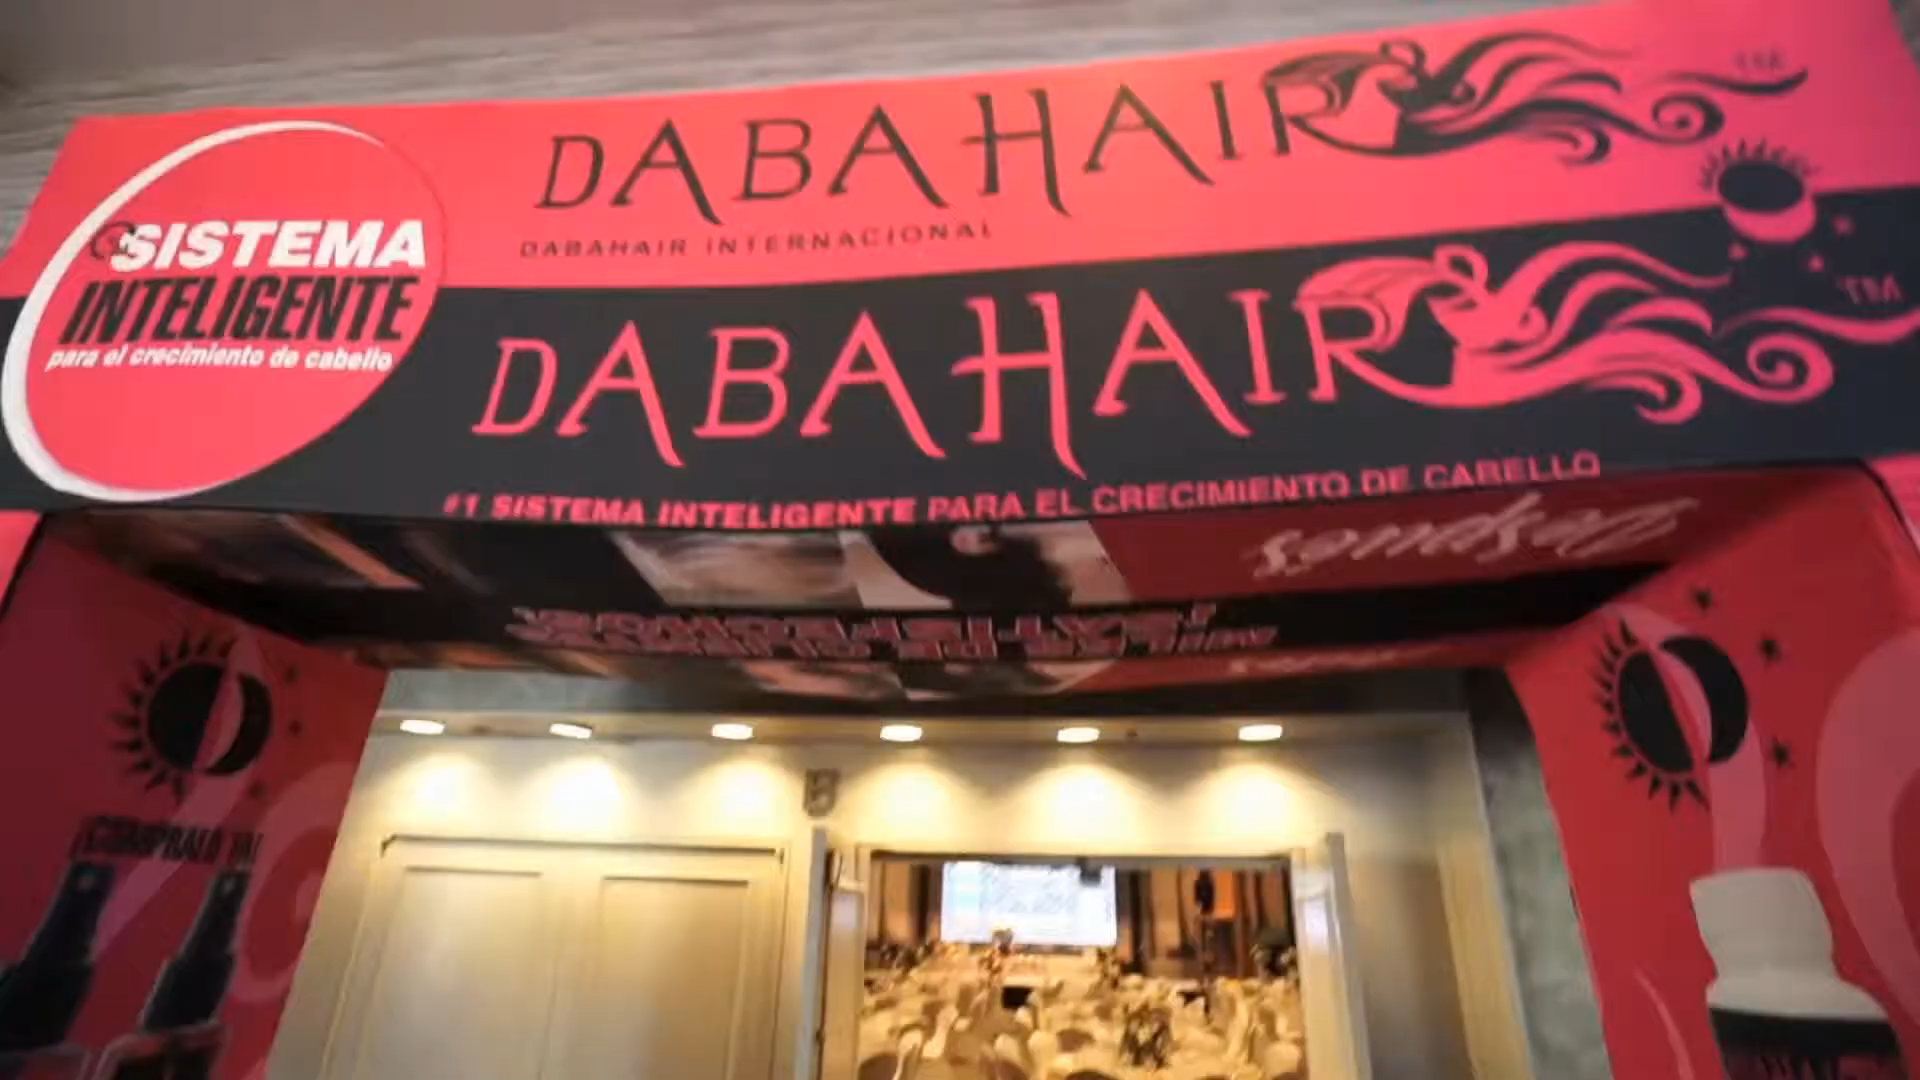 DABAHAIR
TM
DABAHAIR INTERNACIONAL
SISTEMA
INTELIGENTE
para el crecimiento de cabello
DABAHAIR
TM
#1 SISTEMA INTELIGENTE PARA EL CRECIMIENTO DE CABELLO
Después
¡COMPRALO YA!
B